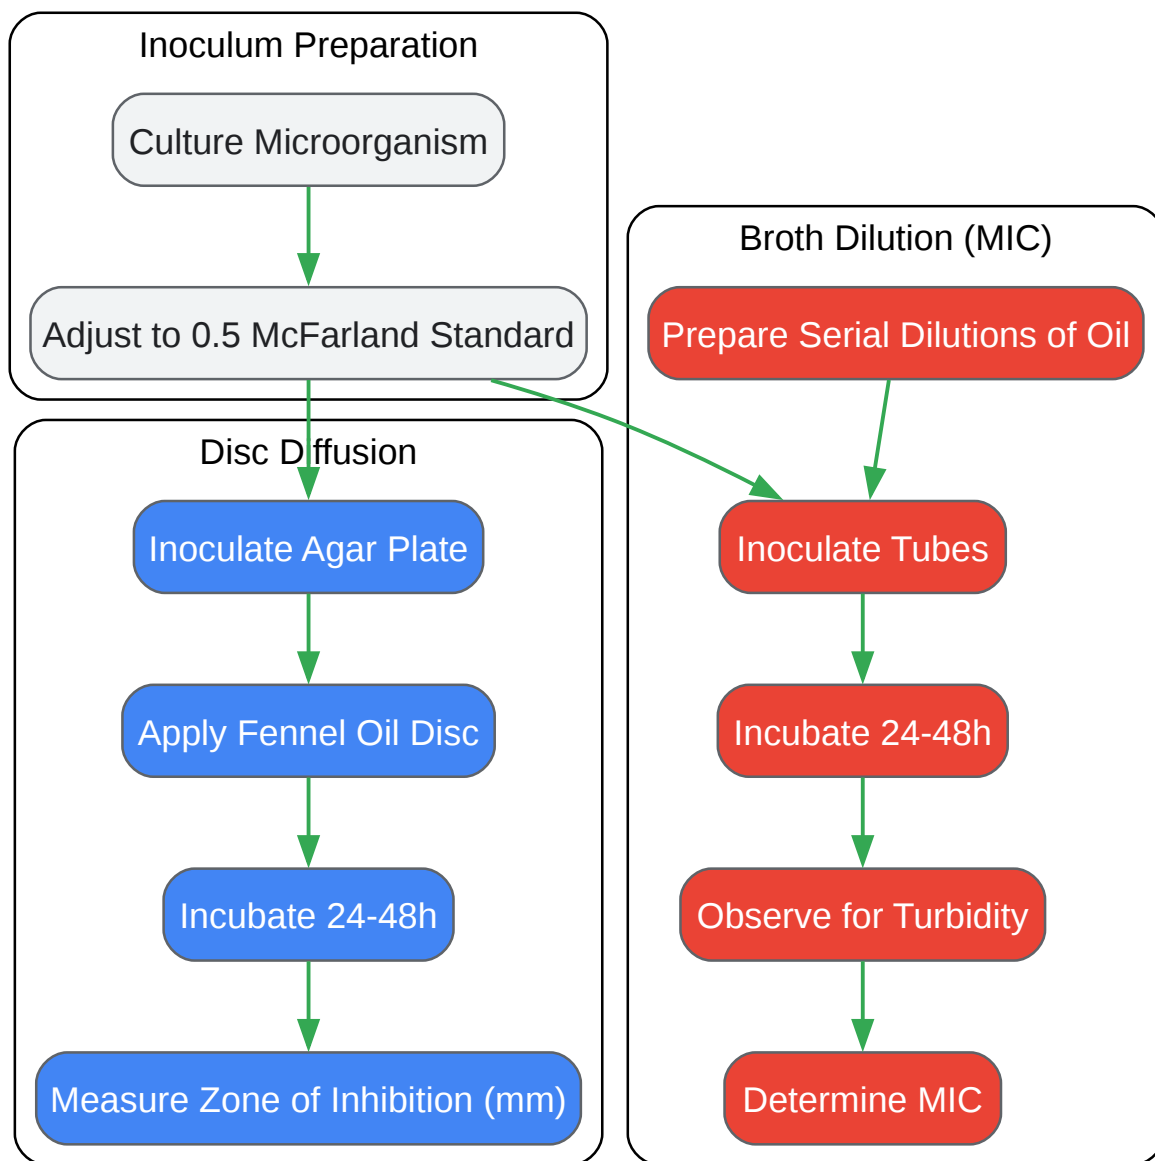 Inoculum Preparation
Culture Microorganism
Adjust to 0.5 McFarland Standard
Disc Diffusion
Inoculate Agar Plate
Apply Fennel Oil Disc
Incubate 24-48h
Measure Zone of Inhibition (mm)
Broth Dilution (MIC)
Prepare Serial Dilutions of Oil
Inoculate Tubes
Incubate 24-48h
Observe for Turbidity
Determine MIC